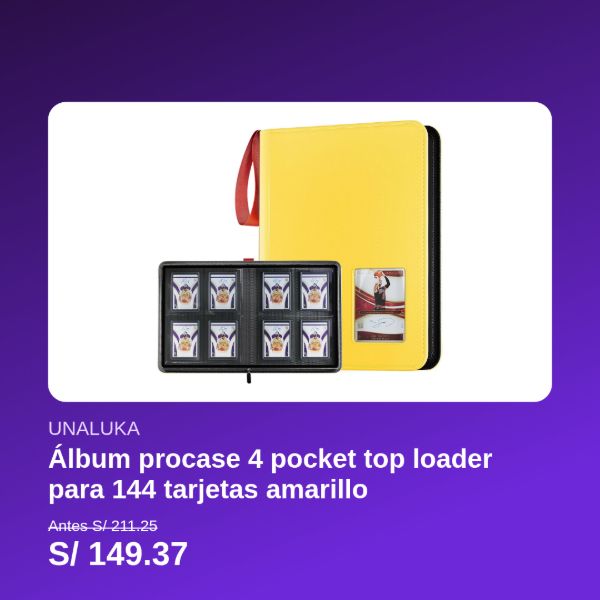 UNALUKA
Álbum procase 4 pocket top loader
para 144 tarjetas amarillo
Antes S/ 211.25
S/ 149.37